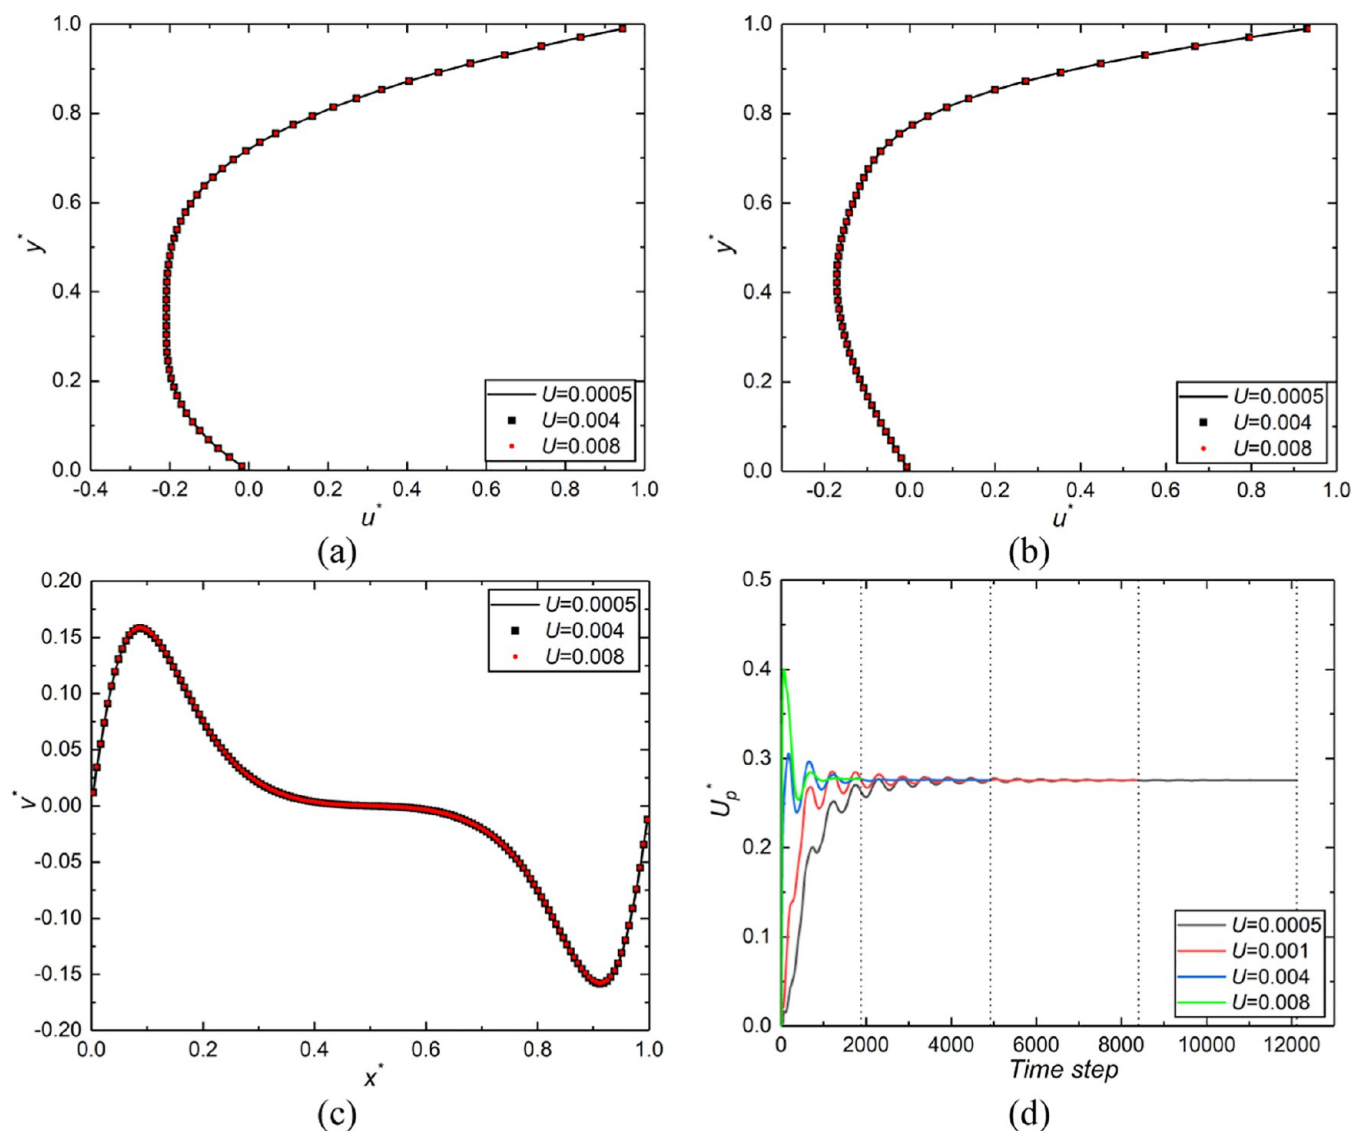 1.0
0.8
0.6
y*
0.4
0.2
0.0
U=0.0005
U=0.004
U=0.008
-0.4 -0.2 0.0 0.2 0.4 0.6 0.8 1.0
u*
(a)
1.0
0.8
0.6
y*
0.4
0.2
0.0
U=0.0005
U=0.004
U=0.008
-0.2 0.0 0.2 0.4 0.6 0.8 1.0
u*
(b)
0.20
0.15
0.10
0.05
v*
0.00
-0.05
-0.10
-0.15
-0.20
U=0.0005
U=0.004
U=0.008
0.0 0.2 0.4 0.6 0.8 1.0
x*
(c)
0.5
0.4
0.3
Up*
0.2
0.1
0.0
U=0.0005
U=0.001
U=0.004
U=0.008
0 2000 4000 6000 8000 10000 12000
Time step
(d)